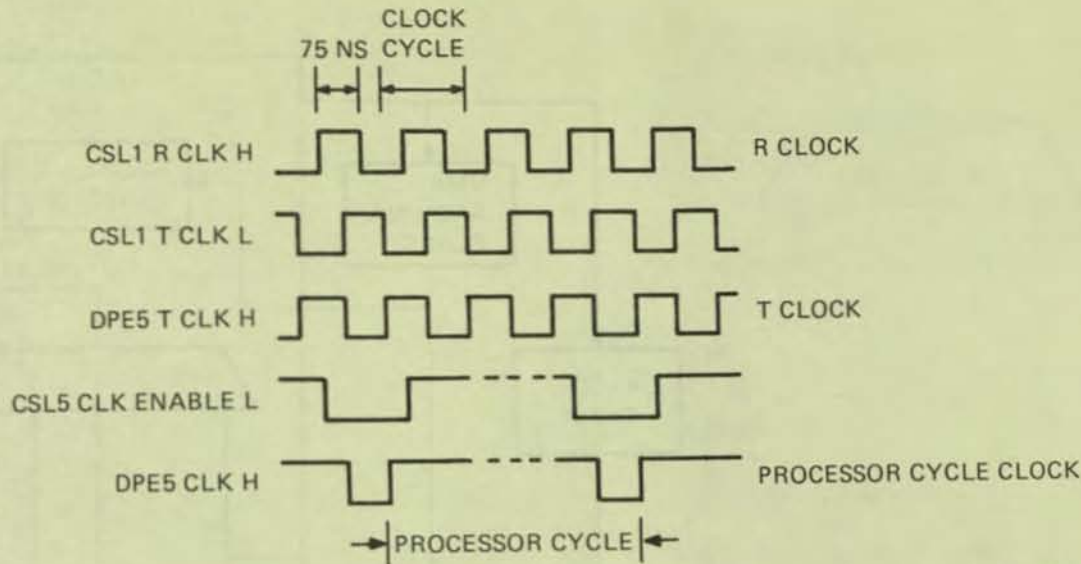 CLOCK
75 NS CYCLE
CSL1 R CLK H
R CLOCK
CSL1 T CLK L
DPE5 T CLK H
T CLOCK
CSL5 CLK ENABLE L
DPE5 CLK H
PROCESSOR CYCLE CLOCK
PROCESSOR CYCLE